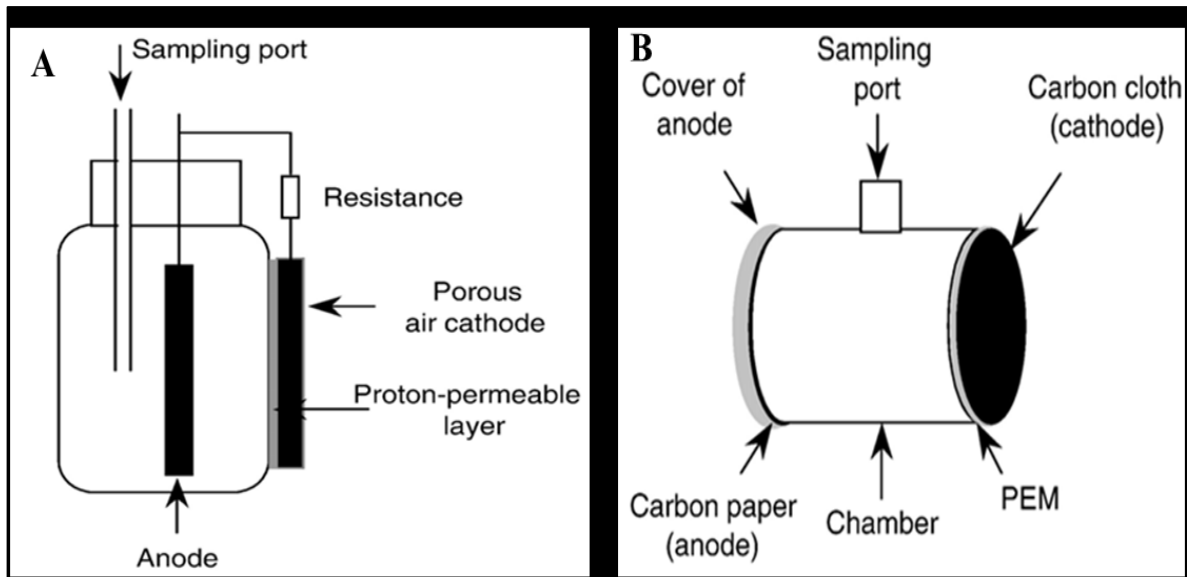 A
Sampling port
Resistance
Porous
air cathode
Proton-permeable
layer
Anode
B
Sampling
port
Cover of
anode
Carbon cloth
(cathode)
Carbon paper
(anode)
Chamber
PEM